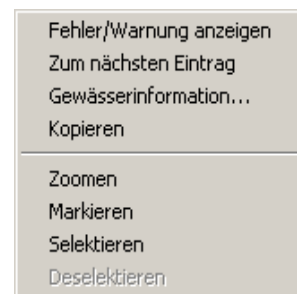 Fehler/Warnung anzeigen
Zum nächsten Eintrag
Gewässerinformation...
Kopieren
Zoomen
Markieren
Selektieren
Deselektieren